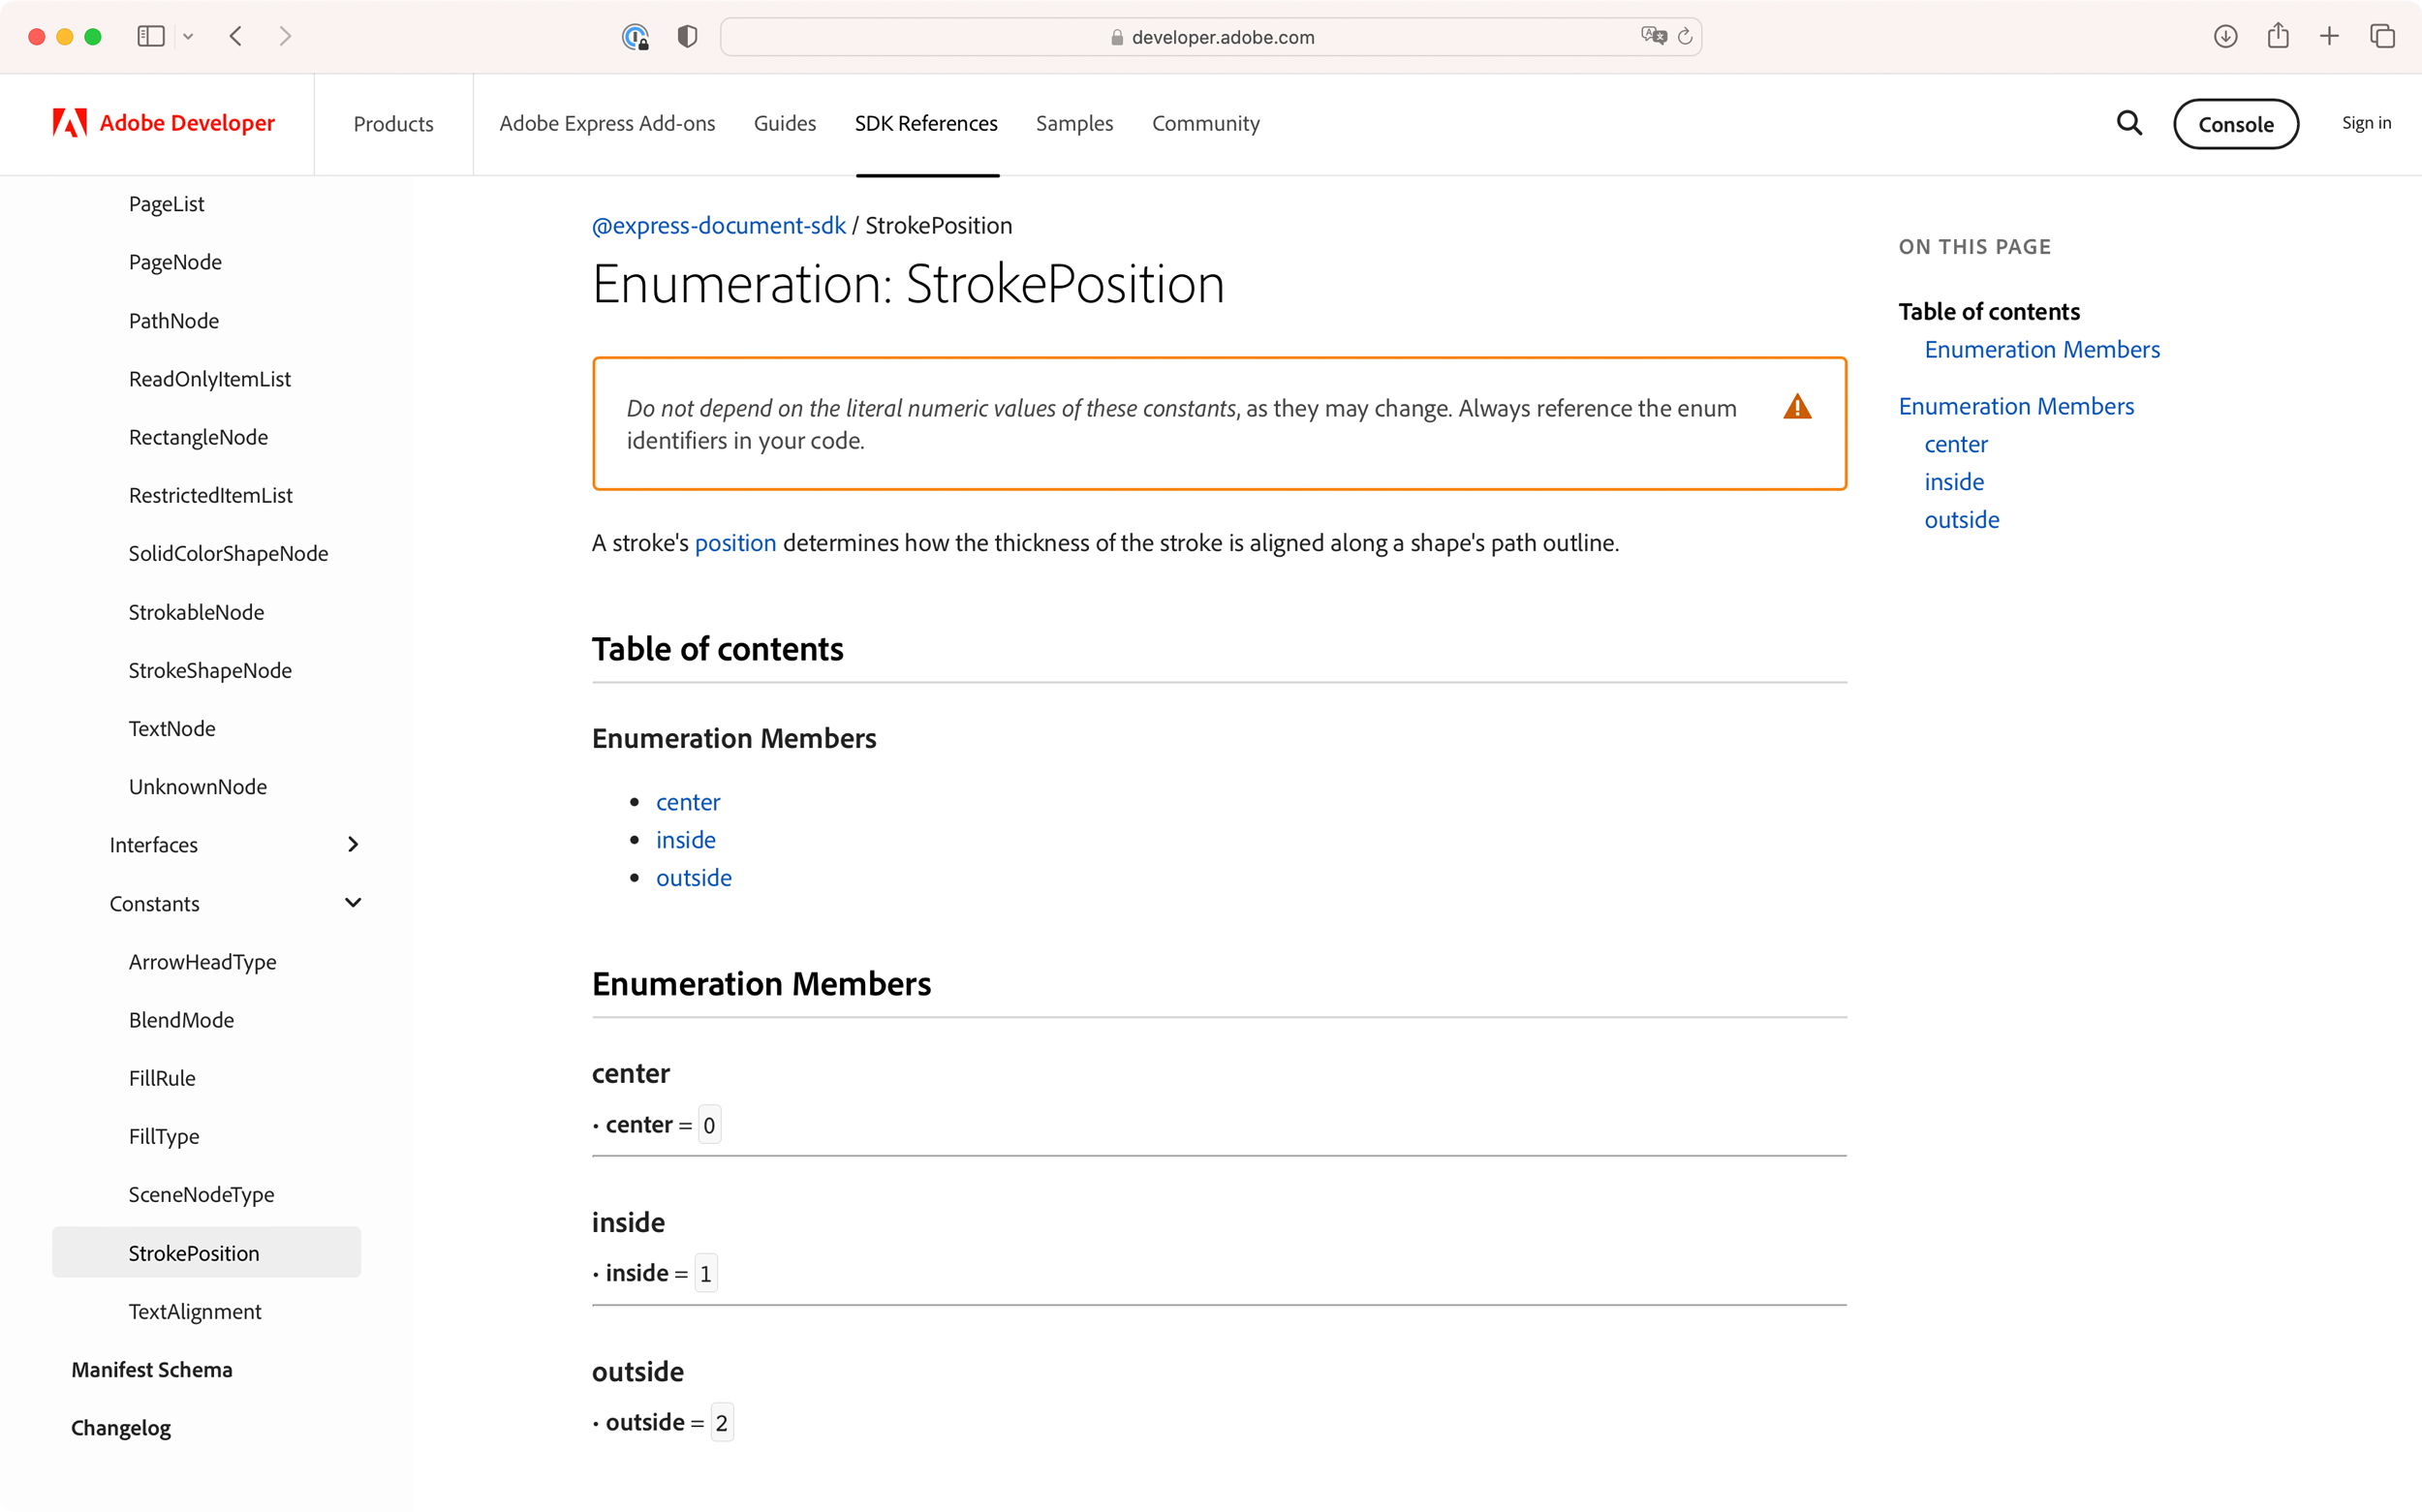 developer.adobe.com
Adobe Developer
Products
Adobe Express Add-ons
Guides
SDK References
Samples
Community
Console
Sign in
PageList
PageNode
PathNode
ReadOnlyItemList
RectangleNode
RestrictedItemList
SolidColorShapeNode
StrokableNode
StrokeShapeNode
TextNode
UnknownNode
Interfaces
Constants
ArrowHeadType
BlendMode
FillRule
FillType
SceneNodeType
StrokePosition
TextAlignment
Manifest Schema
Changelog
@express-document-sdk / StrokePosition
Enumeration: StrokePosition
Do not depend on the literal numeric values of these constants, as they may change. Always reference the enum
identifiers in your code.
A stroke's position determines how the thickness of the stroke is aligned along a shape's path outline.
Table of contents
Enumeration Members
• center
• inside
• outside
Enumeration Members
center
• center = 0
inside
• inside = 1
outside
• outside = 2
ON THIS PAGE
Table of contents
Enumeration Members
Enumeration Members
center
inside
outside